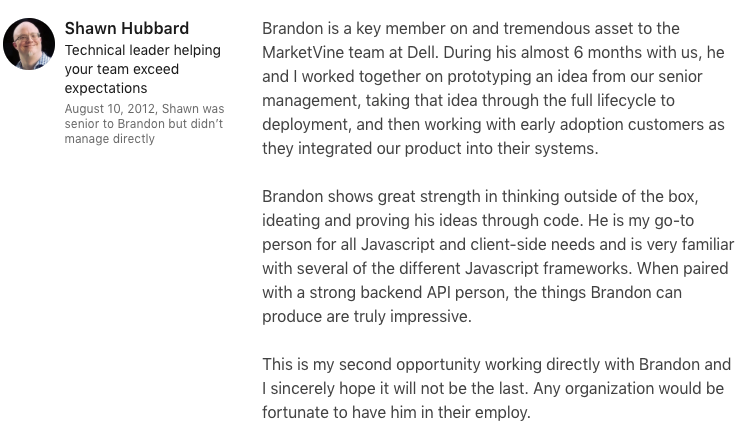 Shawn Hubbard
Technical leader helping
your team exceed
expectations
August 10, 2012, Shawn was
senior to Brandon but didn't
manage directly
Brandon is a key member on and tremendous asset to the
MarketVine team at Dell. During his almost 6 months with us, he
and I worked together on prototyping an idea from our senior
management, taking that idea through the full lifecycle to
deployment, and then working with early adoption customers as
they integrated our product into their systems.
Brandon shows great strength in thinking outside of the box,
ideating and proving his ideas through code. He is my go-to
person for all Javascript and client-side needs and is very familiar
with several of the different Javascript frameworks. When paired
with a strong backend API person, the things Brandon can
produce are truly impressive.
This is my second opportunity working directly with Brandon and
I sincerely hope it will not be the last. Any organization would be
fortunate to have him in their employ.